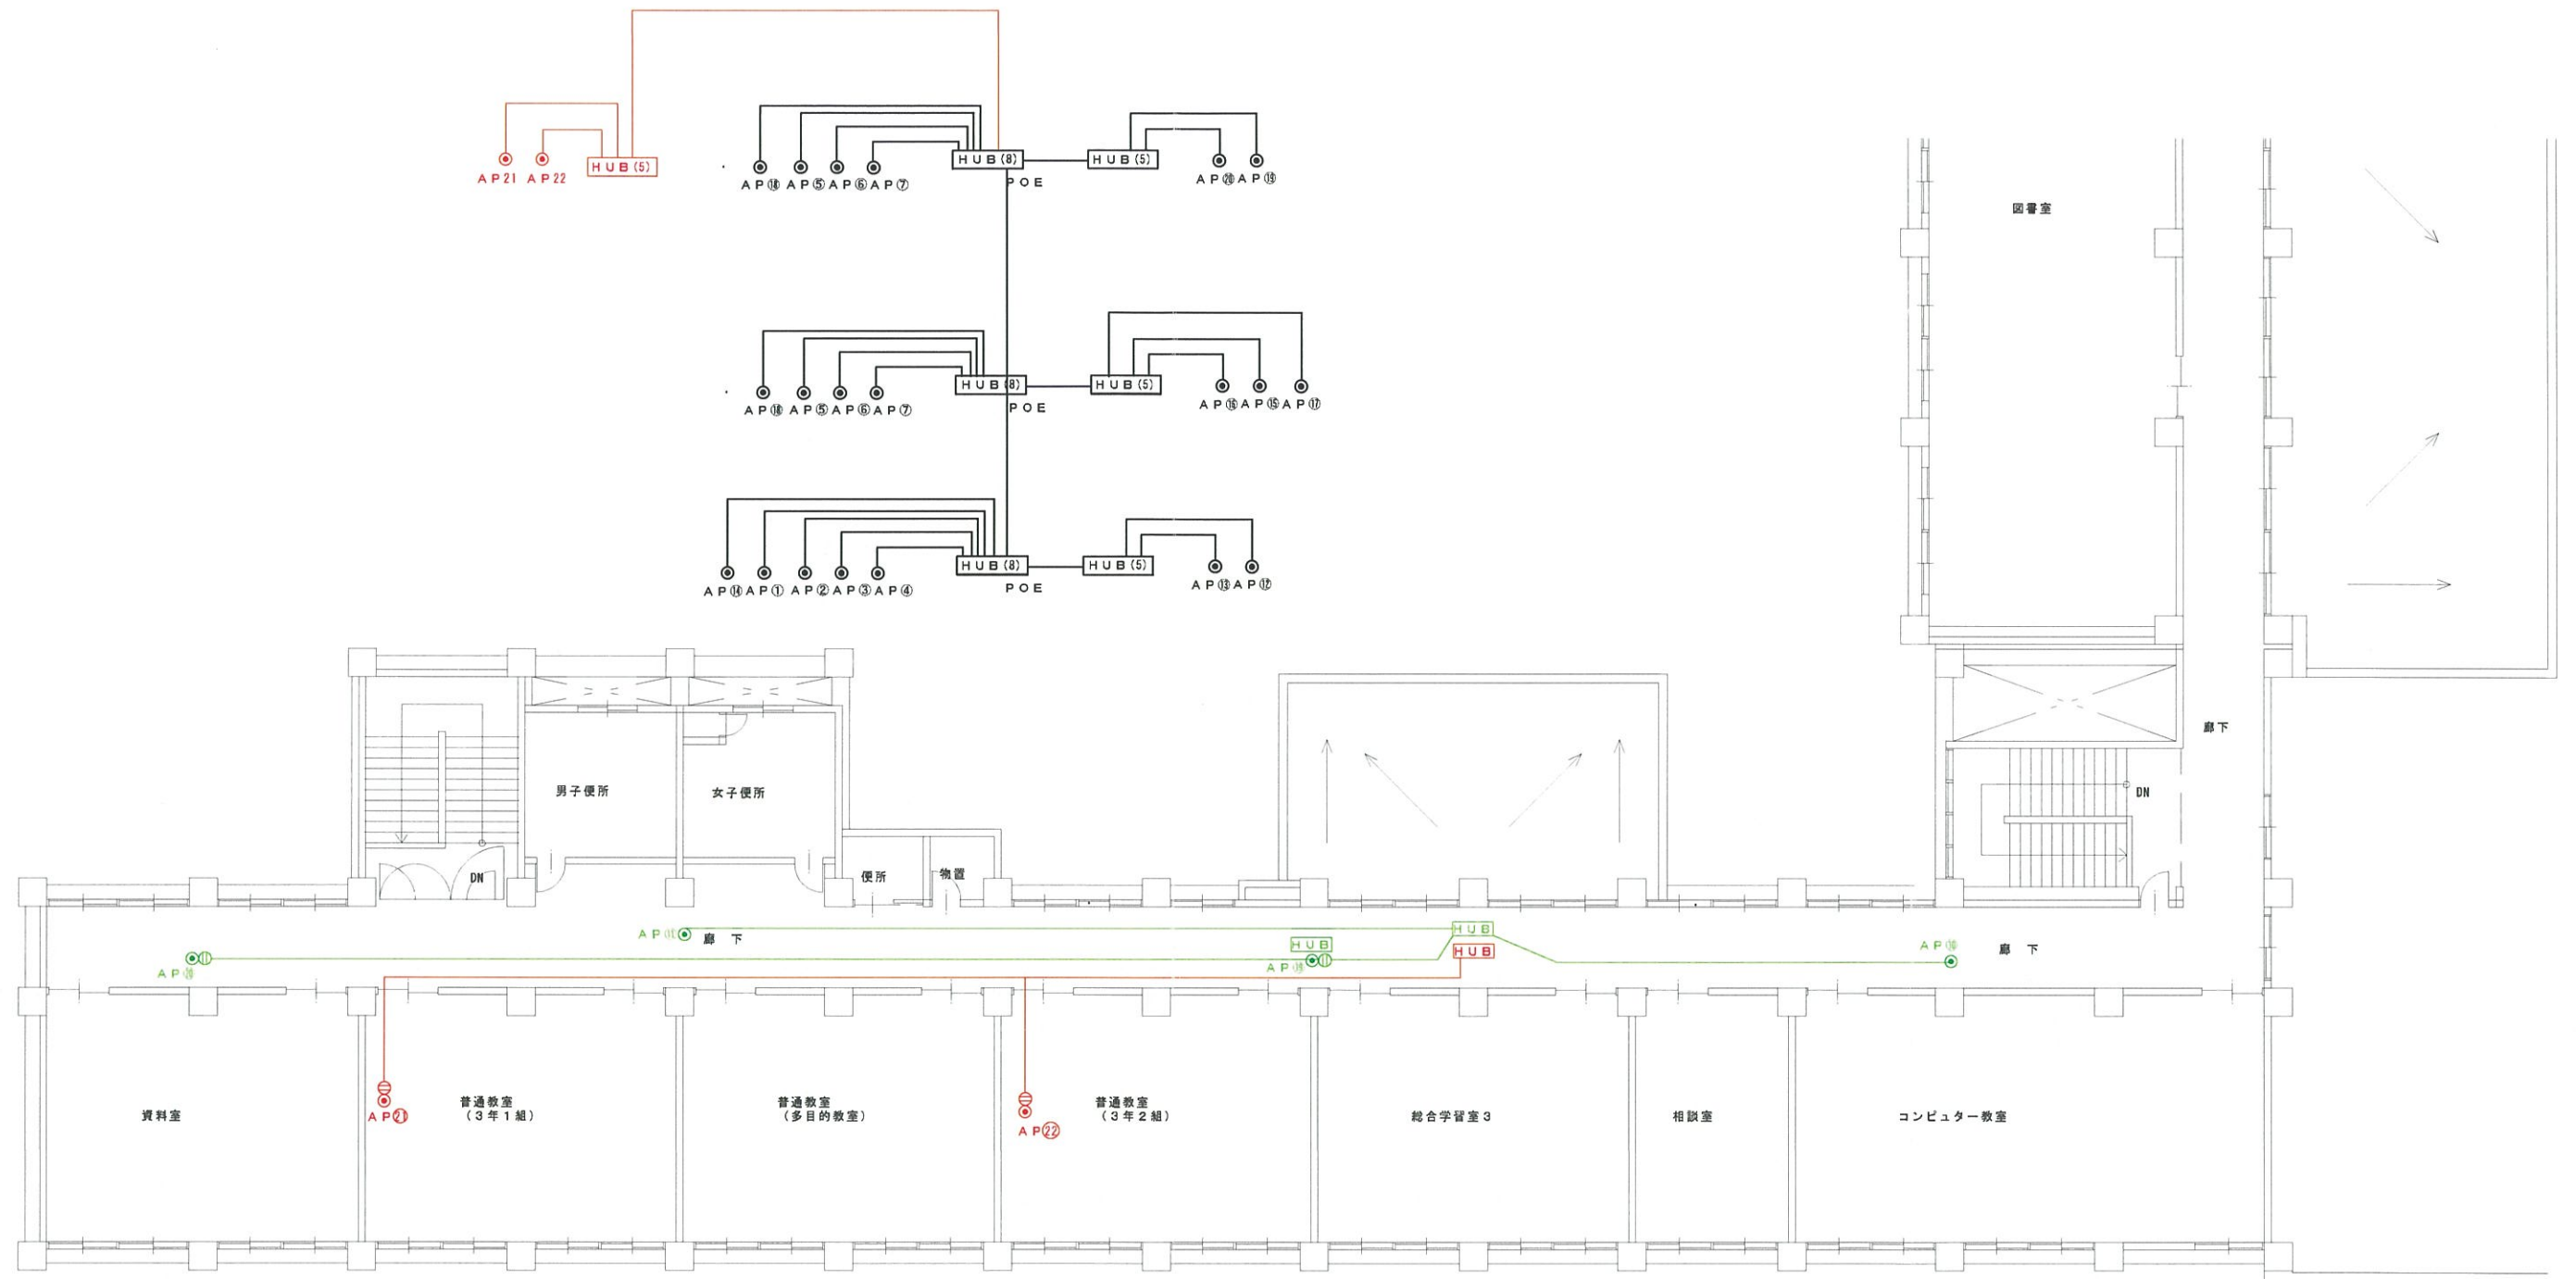 HUB(5)
AP21 AP22
HUB(8)
HUB(5)
POE
AP⑱ AP⑤ AP⑥ AP⑦
AP⑳ AP⑲
図書室
HUB(8)
HUB(5)
POE
AP⑱ AP⑤ AP⑥ AP⑦
AP⑯ AP⑮ AP⑰
HUB(8)
HUB(5)
POE
AP⑭ AP① AP② AP③ AP④
AP⑬ AP⑫
廊下
男子便所
女子便所
DN
DN
便所
物置
AP
廊下
HUB
HUB
HUB
AP
廊下
AP⑳
AP⑲
資料室
AP㉑
普通教室
(3年1組)
普通教室
(多目的教室)
AP㉒
普通教室
(3年2組)
総合学習室3
相談室
コンピュター教室